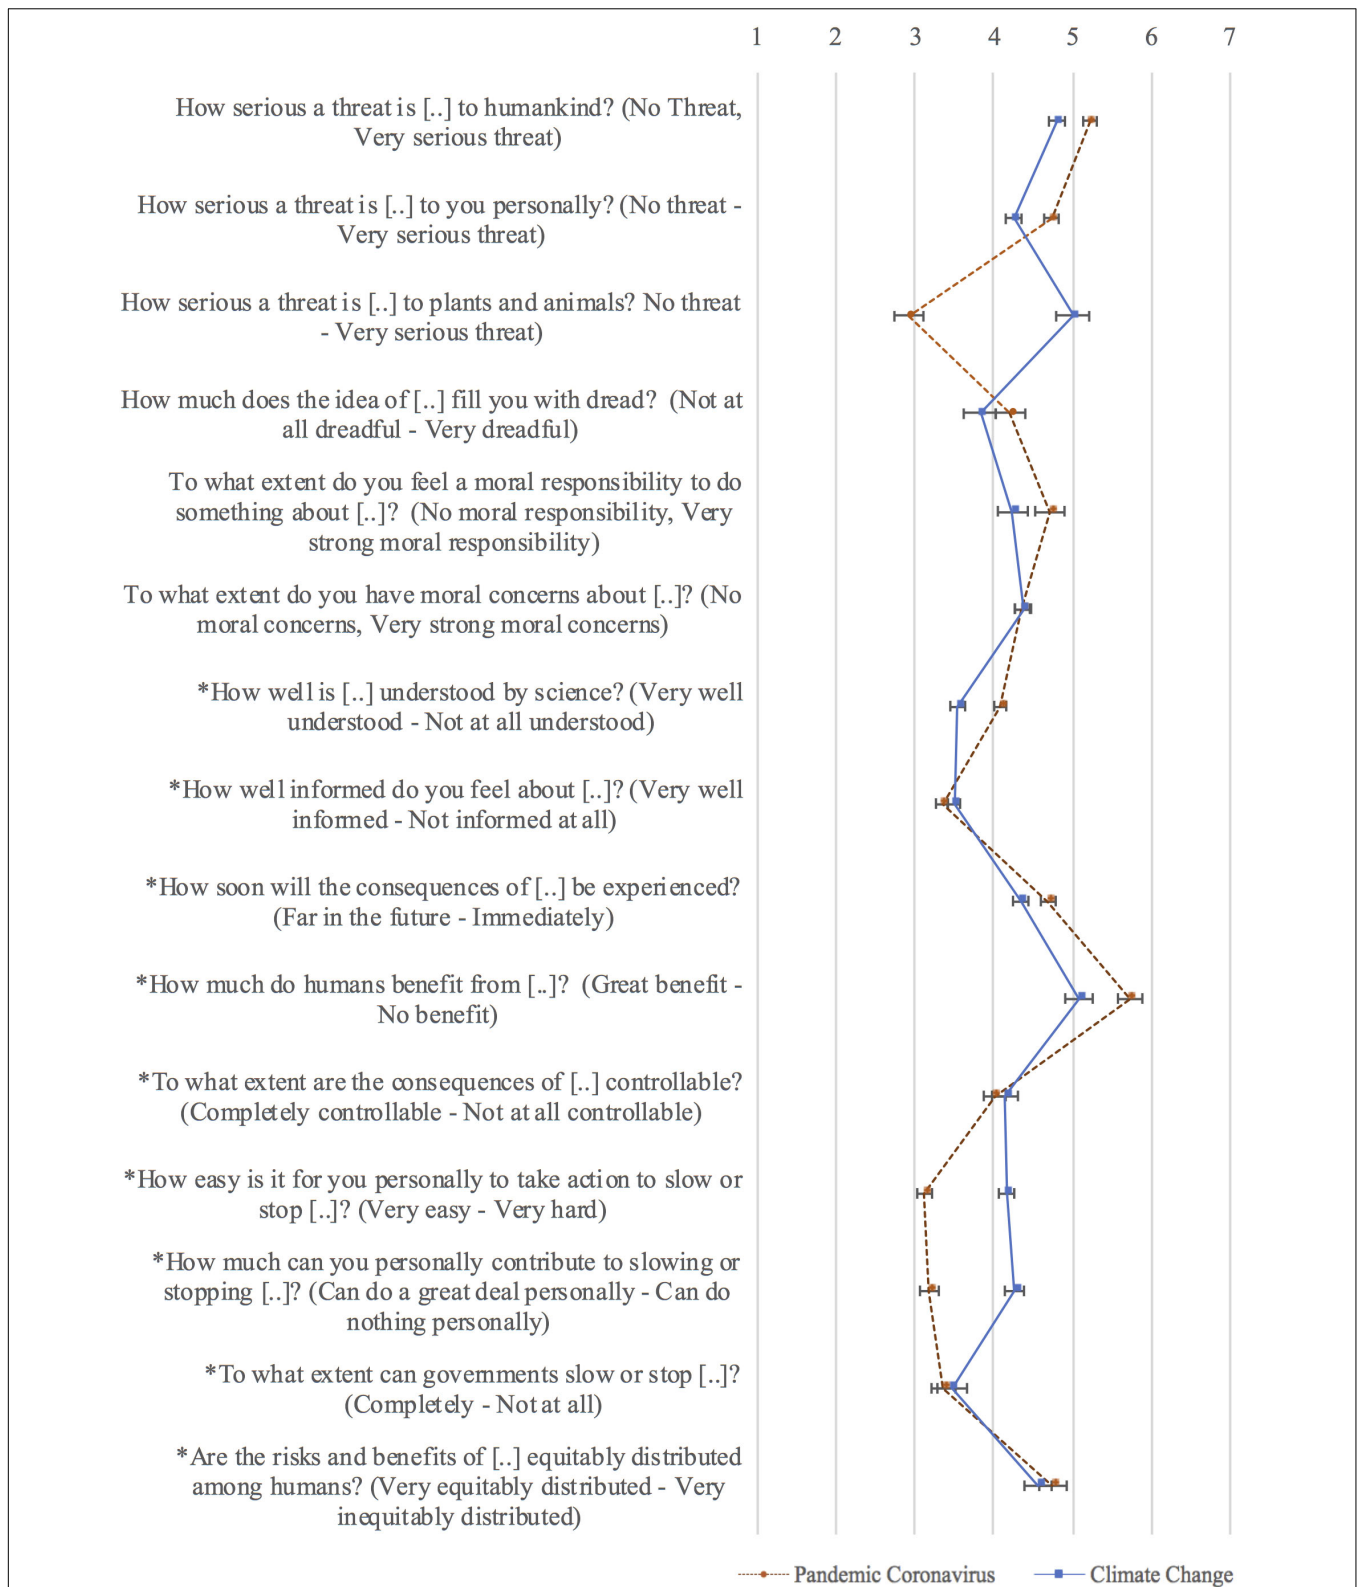 1 2 3 4 5 6 7
How serious a threat is [..] to humankind? (No Threat,
Very serious threat)
How serious a threat is [..] to you personally? (No threat -
Very serious threat)
How serious a threat is [..] to plants and animals? No threat
- Very serious threat)
How much does the idea of [..] fill you with dread? (Not at
all dreadful - Very dreadful)
To what extent do you feel a moral responsibility to do
something about [..]? (No moral responsibility, Very
strong moral responsibility)
To what extent do you have moral concerns about [..]? (No
moral concerns, Very strong moral concerns)
*How well is [..] understood by science? (Very well
understood - Not at all understood)
*How well informed do you feel about [..]? (Very well
informed - Not informed at all)
*How soon will the consequences of [..] be experienced?
(Far in the future - Immediately)
*How much do humans benefit from [..]? (Great benefit -
No benefit)
*To what extent are the consequences of [..] controllable?
(Completely controllable - Not at all controllable)
*How easy is it for you personally to take action to slow or
stop [..]? (Very easy - Very hard)
*How much can you personally contribute to slowing or
stopping [..]? (Can do a great deal personally - Can do
nothing personally)
*To what extent can governments slow or stop [..]?
(Completely - Not at all)
*Are the risks and benefits of [..] equitably distributed
among humans? (Very equitably distributed - Very
inequitably distributed)
Pandemic Coronavirus Climate Change